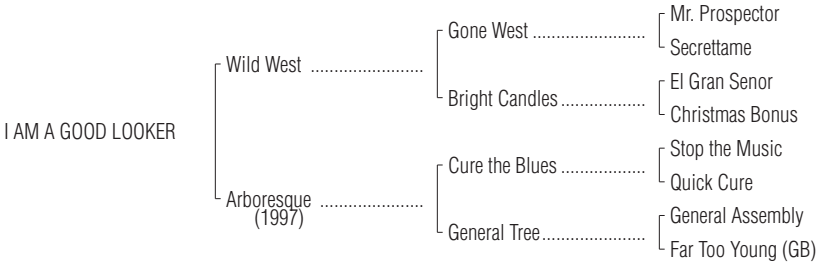 Mr. Prospector
Gone West ........................
Secrettame
Wild West ........................
El Gran Senor
Bright Candles ..................
Christmas Bonus
I AM A GOOD LOOKER
Stop the Music
Cure the Blues ..................
Quick Cure
Arboresque ......................
(1997)
General Assembly
General Tree......................
Far Too Young (GB)